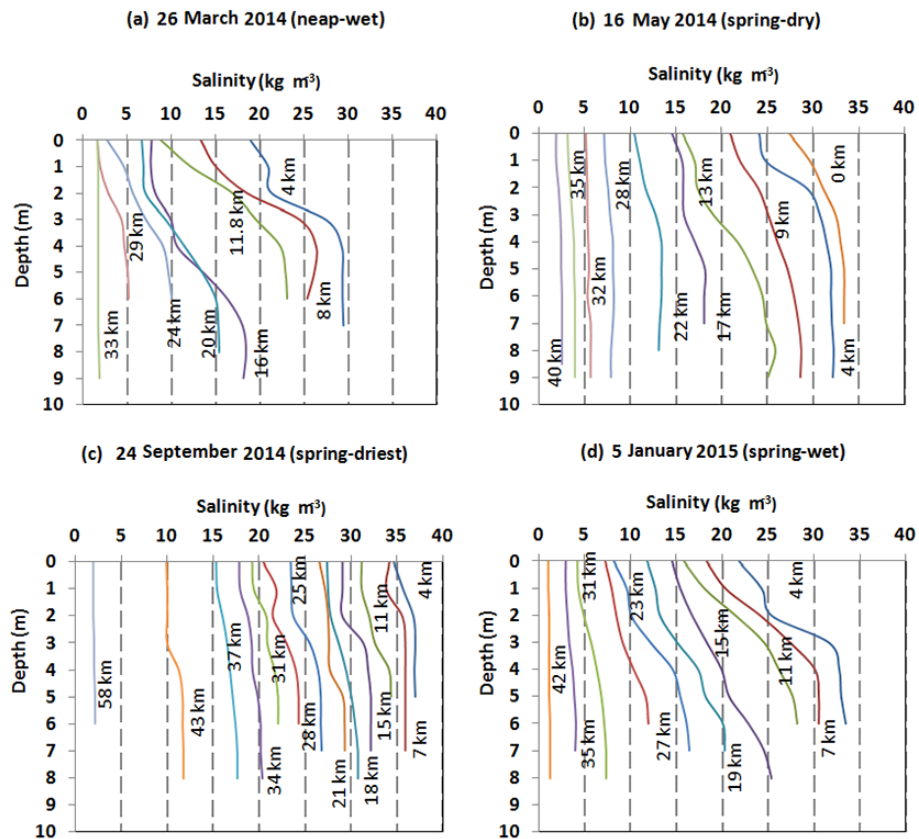 (a) 26 March 2014 (neap-wet)
Salinity (kg m³)
0 5 10 15 20 25 30 35 40
0
1
2
3
4
5
6
7
8
9
10
Depth (m)
33 km
29 km
24 km
20 km
16 km
11.8 km
8 km
4 km
(b) 16 May 2014 (spring-dry)
Salinity (kg m³)
0 5 10 15 20 25 30 35 40
0
1
2
3
4
5
6
7
8
9
10
Depth (m)
40 km
35 km
32 km
28 km
22 km
17 km
13 km
9 km
4 km
0 km
(c) 24 September 2014 (spring-driest)
Salinity (kg m³)
0 5 10 15 20 25 30 35 40
0
1
2
3
4
5
6
7
8
9
10
Depth (m)
58 km
43 km
37 km
34 km
31 km
28 km
25 km
21 km
18 km
15 km
11 km
7 km
4 km
(d) 5 January 2015 (spring-wet)
Salinity (kg m³)
0 5 10 15 20 25 30 35 40
0
1
2
3
4
5
6
7
8
9
10
Depth (m)
42 km
35 km
31 km
27 km
23 km
19 km
15 km
11 km
7 km
4 km